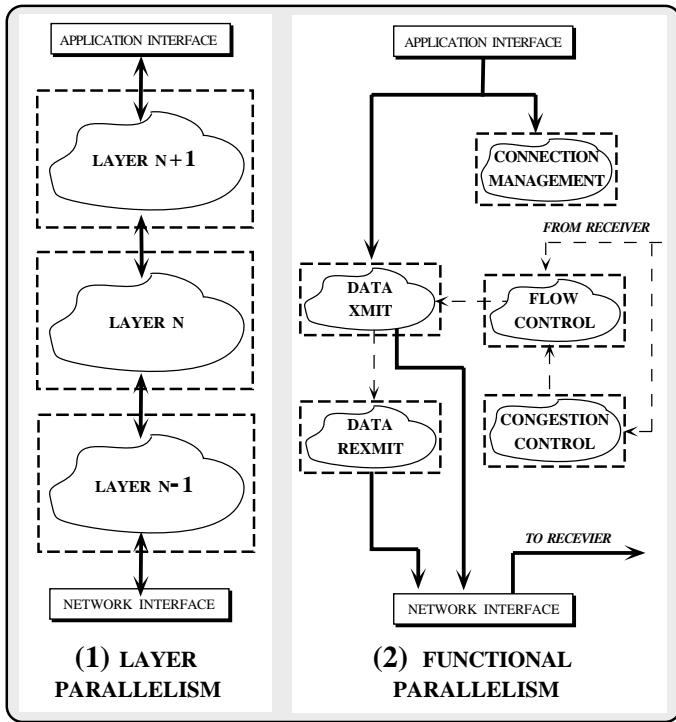 APPLICATION INTERFACE
LAYER N+1
LAYER N
LAYER N-1
NETWORK INTERFACE
(1) LAYER
PARALLELISM
APPLICATION INTERFACE
CONNECTION
MANAGEMENT
FROM RECEIVER
DATA
XMIT
FLOW
CONTROL
DATA
REXMIT
CONGESTION
CONTROL
TO RECEVIER
NETWORK INTERFACE
(2) FUNCTIONAL
PARALLELISM